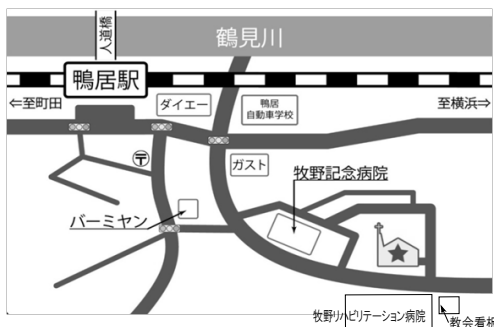 鶴見川
人道橋
鴨居駅
⇐至町田
ダイエー
鴨居
自動車学校
至横浜⇒
〒
ガスト
牧野記念病院
バーミヤン
牧野リハビリテーション病院
教会看板